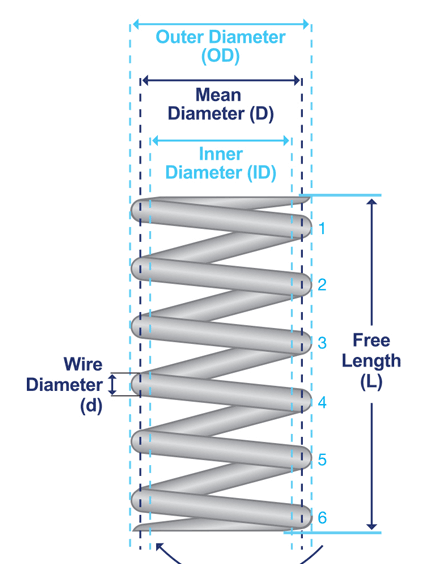 Outer Diameter
(OD)
Mean
Diameter (D)
Inner
Diameter (ID)
1
2
3
Free
Length
(L)
Wire
Diameter
(d)
4
5
6